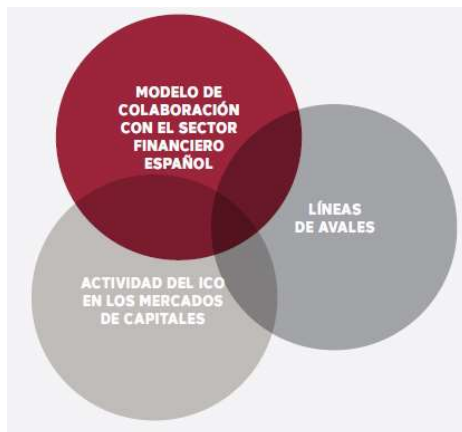 MODELO DE
COLABORACIÓN
CON EL SECTOR
FINANCIERO
ESPAÑOL
LÍNEAS
DE AVALES
ACTIVIDAD DEL ICO
EN LOS MERCADOS
DE CAPITALES